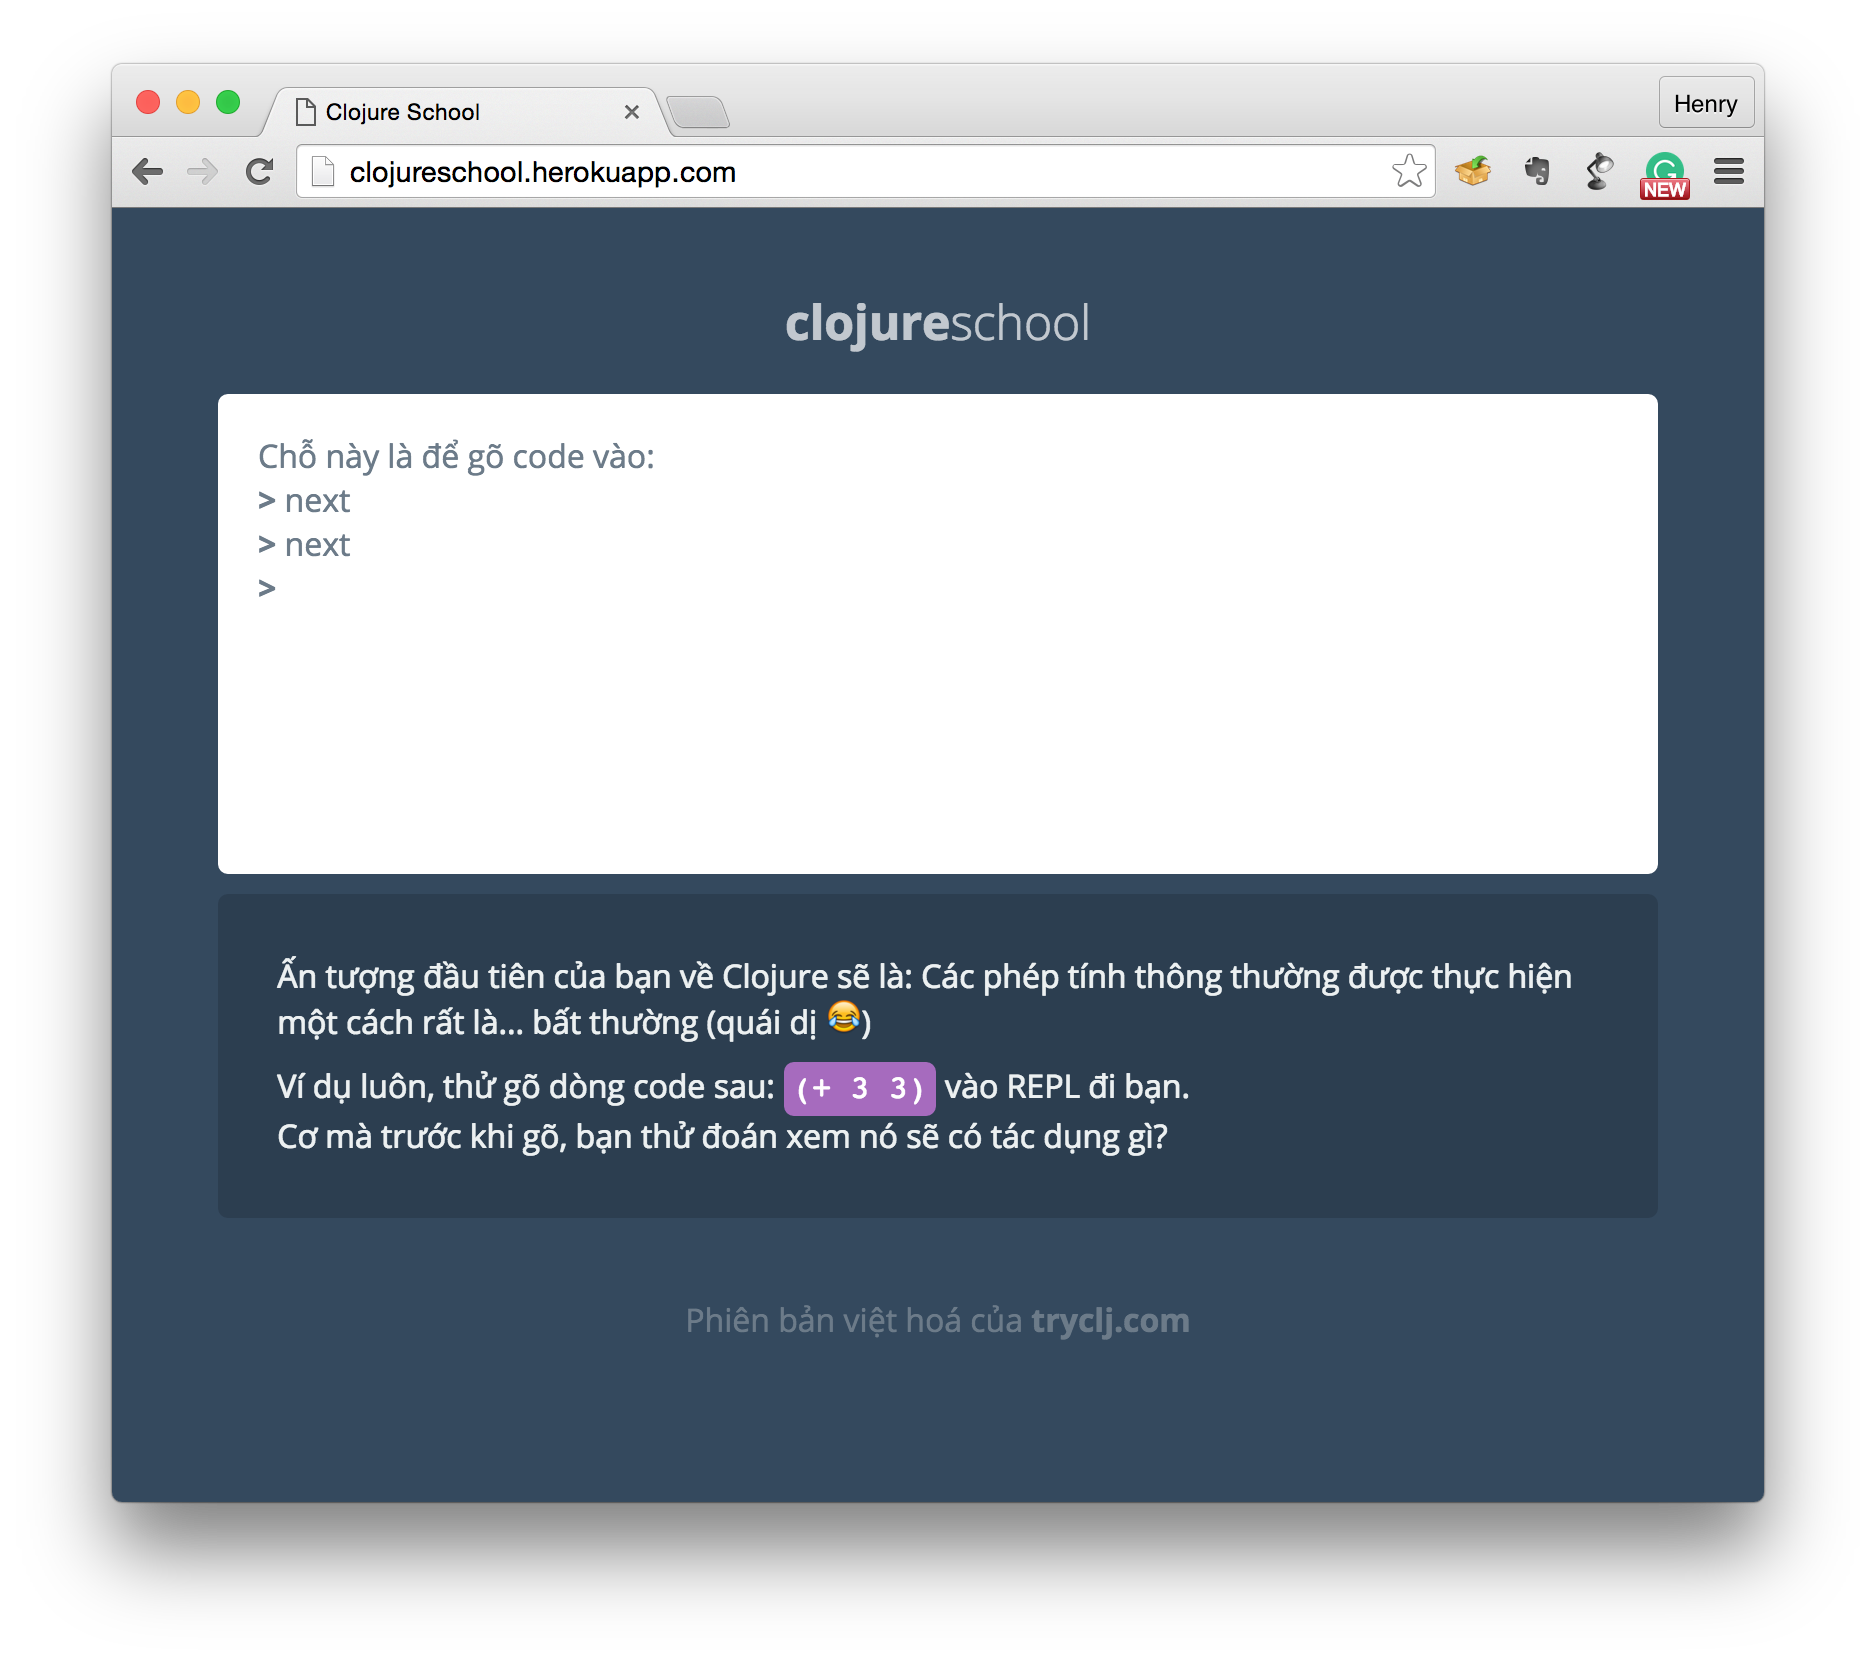 Clojure School
Henry
clojureschool.herokuapp.com
NEW
clojureschool
Chỗ này là để gõ code vào:
> next
> next
>
Ấn tượng đầu tiên của bạn về Clojure sẽ là: Các phép tính thông thường được thực hiện
một cách rất là... bất thường (quái dị 😂)
Ví dụ luôn, thử gõ dòng code sau: (+ 3 3) vào REPL đi bạn.
Cơ mà trước khi gõ, bạn thử đoán xem nó sẽ có tác dụng gì?
Phiên bản việt hoá của tryclj.com